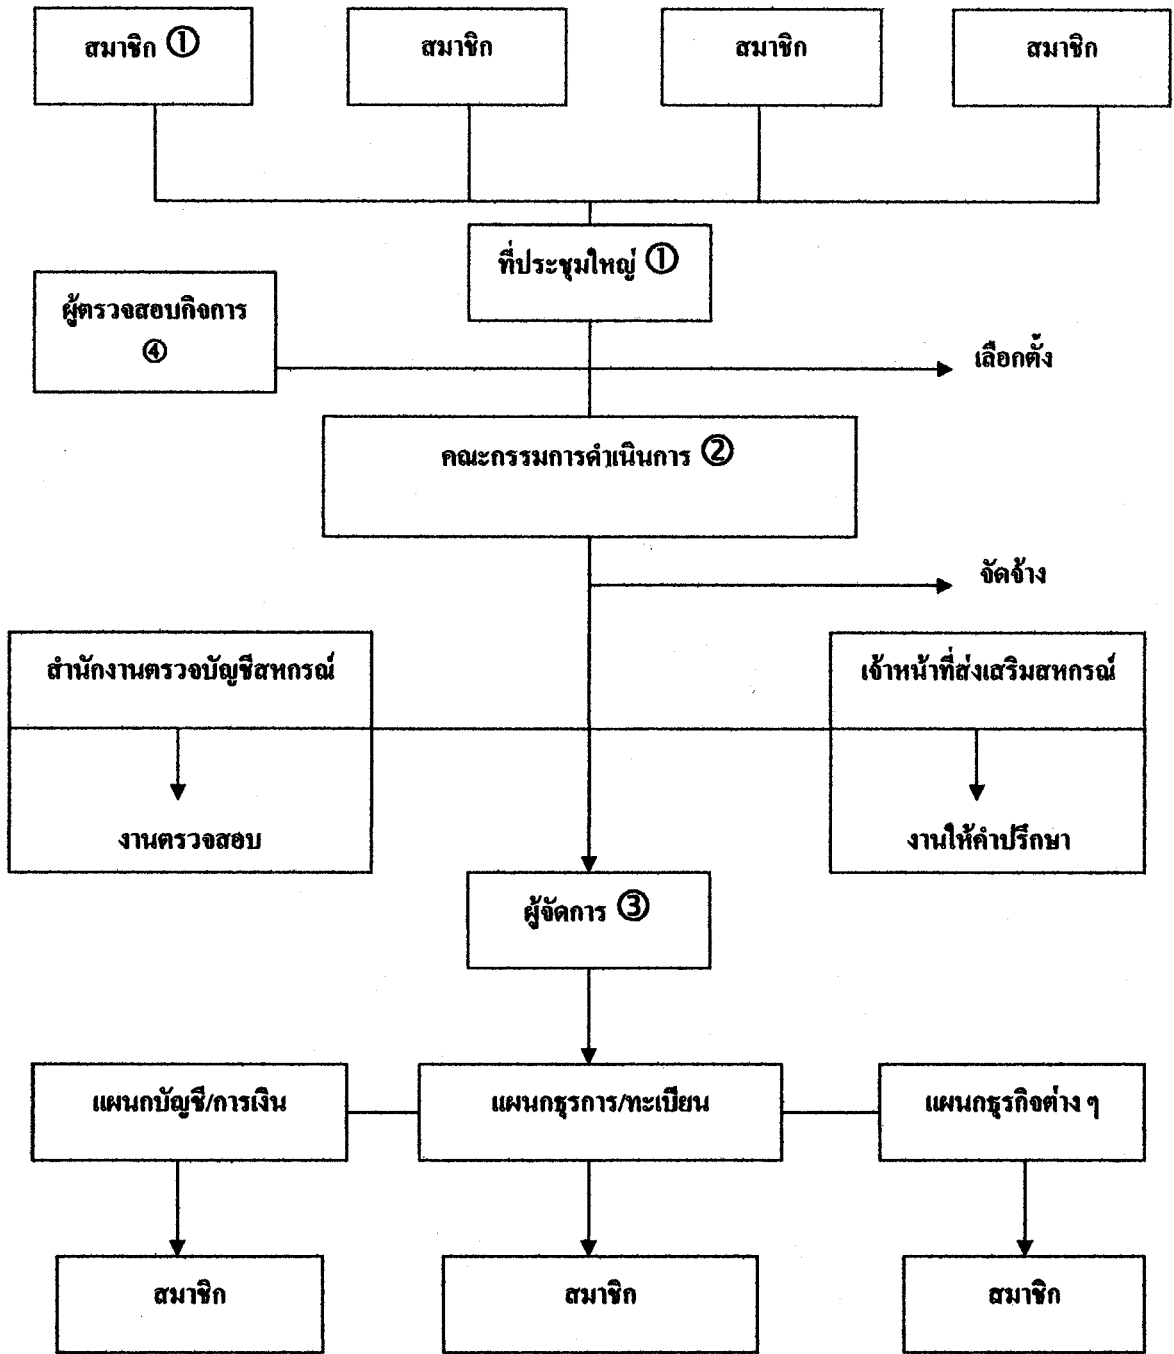 สมาชิก ①
สมาชิก
สมาชิก
สมาชิก
ที่ประชุมใหญ่ ①
ผู้ตรวจสอบกิจการ
④
เลือกตั้ง
คณะกรรมการดำเนินการ ②
จัดจ้าง
สำนักงานตรวจบัญชีสหกรณ์
เจ้าหน้าที่ส่งเสริมสหกรณ์
งานตรวจสอบ
งานให้คำปรึกษา
ผู้จัดการ ③
แผนกบัญชี/การเงิน
แผนกธุรการ/ทะเบียน
แผนกธุรกิจต่าง ๆ
สมาชิก
สมาชิก
สมาชิก